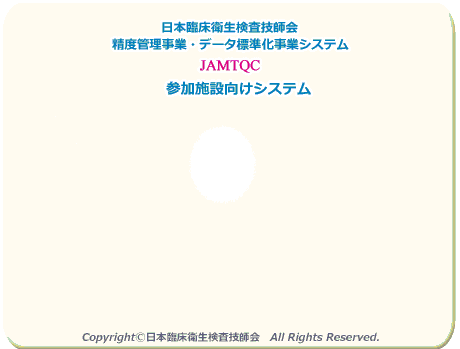 日本臨床衛生検査技師会
精度管理事業・データ標準化事業システム
JAMTQC
参加施設向けシステム
Copyright©日本臨床衛生検査技師会 All Rights Reserved.